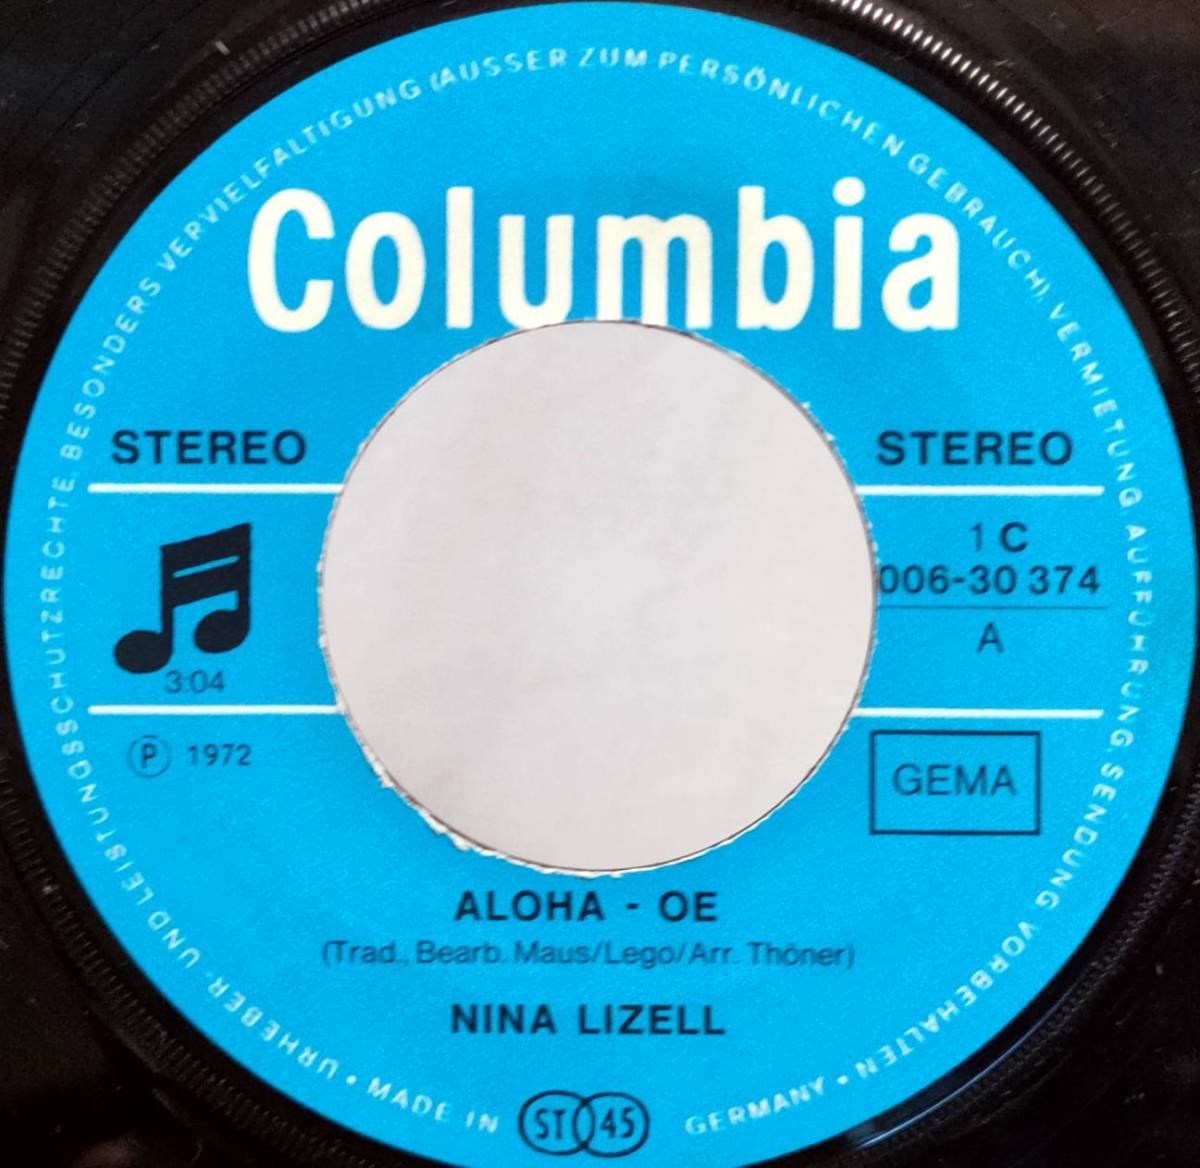 Columbia
STEREO
STEREO
3:04
1 C
006-30 374
A
Ⓟ 1972
GEMA
ALOHA - OE
(Trad., Bearb. Maus/Lego/Arr. Thöner)
NINA LIZELL
ST 45
URHEBER- UND LEISTUNGSSCHUTZRECHTE, BESONDERS VERVIELFÄLTIGUNG (AUSSER ZUM PERSÖNLICHEN GEBRAUCH), VERMIETUNG, AUFFÜHRUNG, SENDUNG VORBEHALTEN • MADE IN GERMANY •